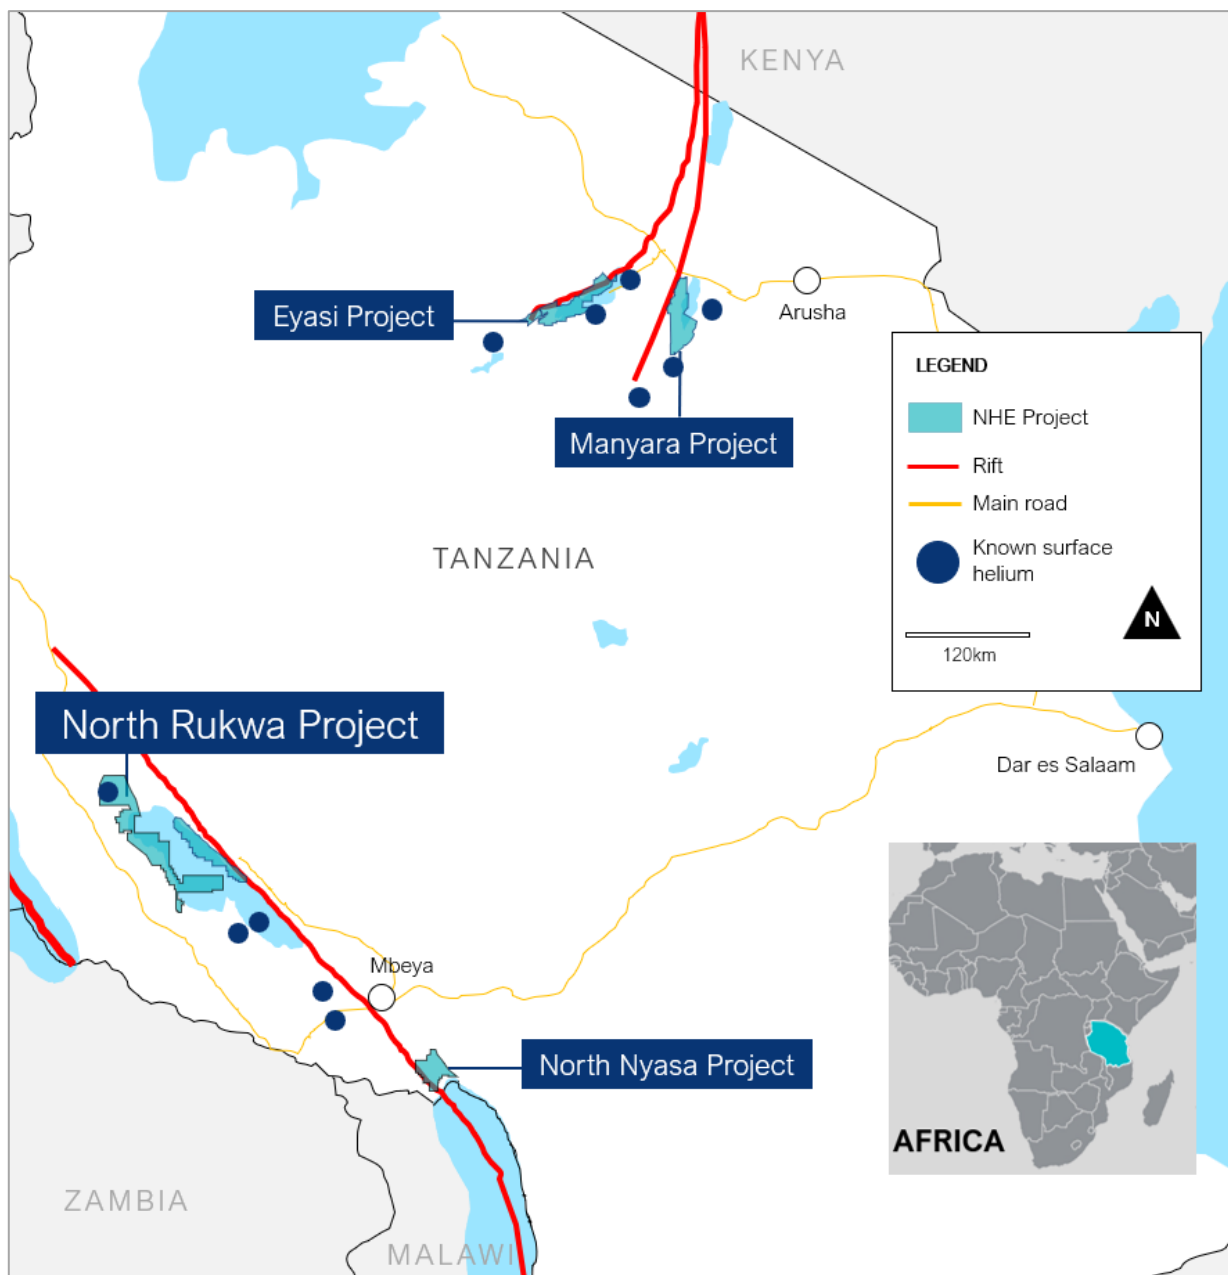 KENYA
Eyasi Project
Arusha
Manyara Project
LEGEND
NHE Project
Rift
Main road
Known surface
helium
N
120km
TANZANIA
North Rukwa Project
Dar es Salaam
Mbeya
North Nyasa Project
AFRICA
ZAMBIA
MALAWI